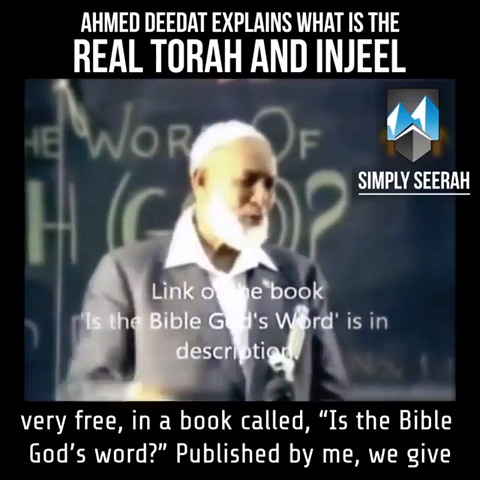 AHMED DEEDAT EXPLAINS WHAT IS THE
REAL TORAH AND INJEEL
SIMPLY SEERAH
WORD OF
H (G )?
Link of the book
'Is the Bible God's Word' is in
description.
very free, in a book called, “Is the Bible
God’s word?” Published by me, we give